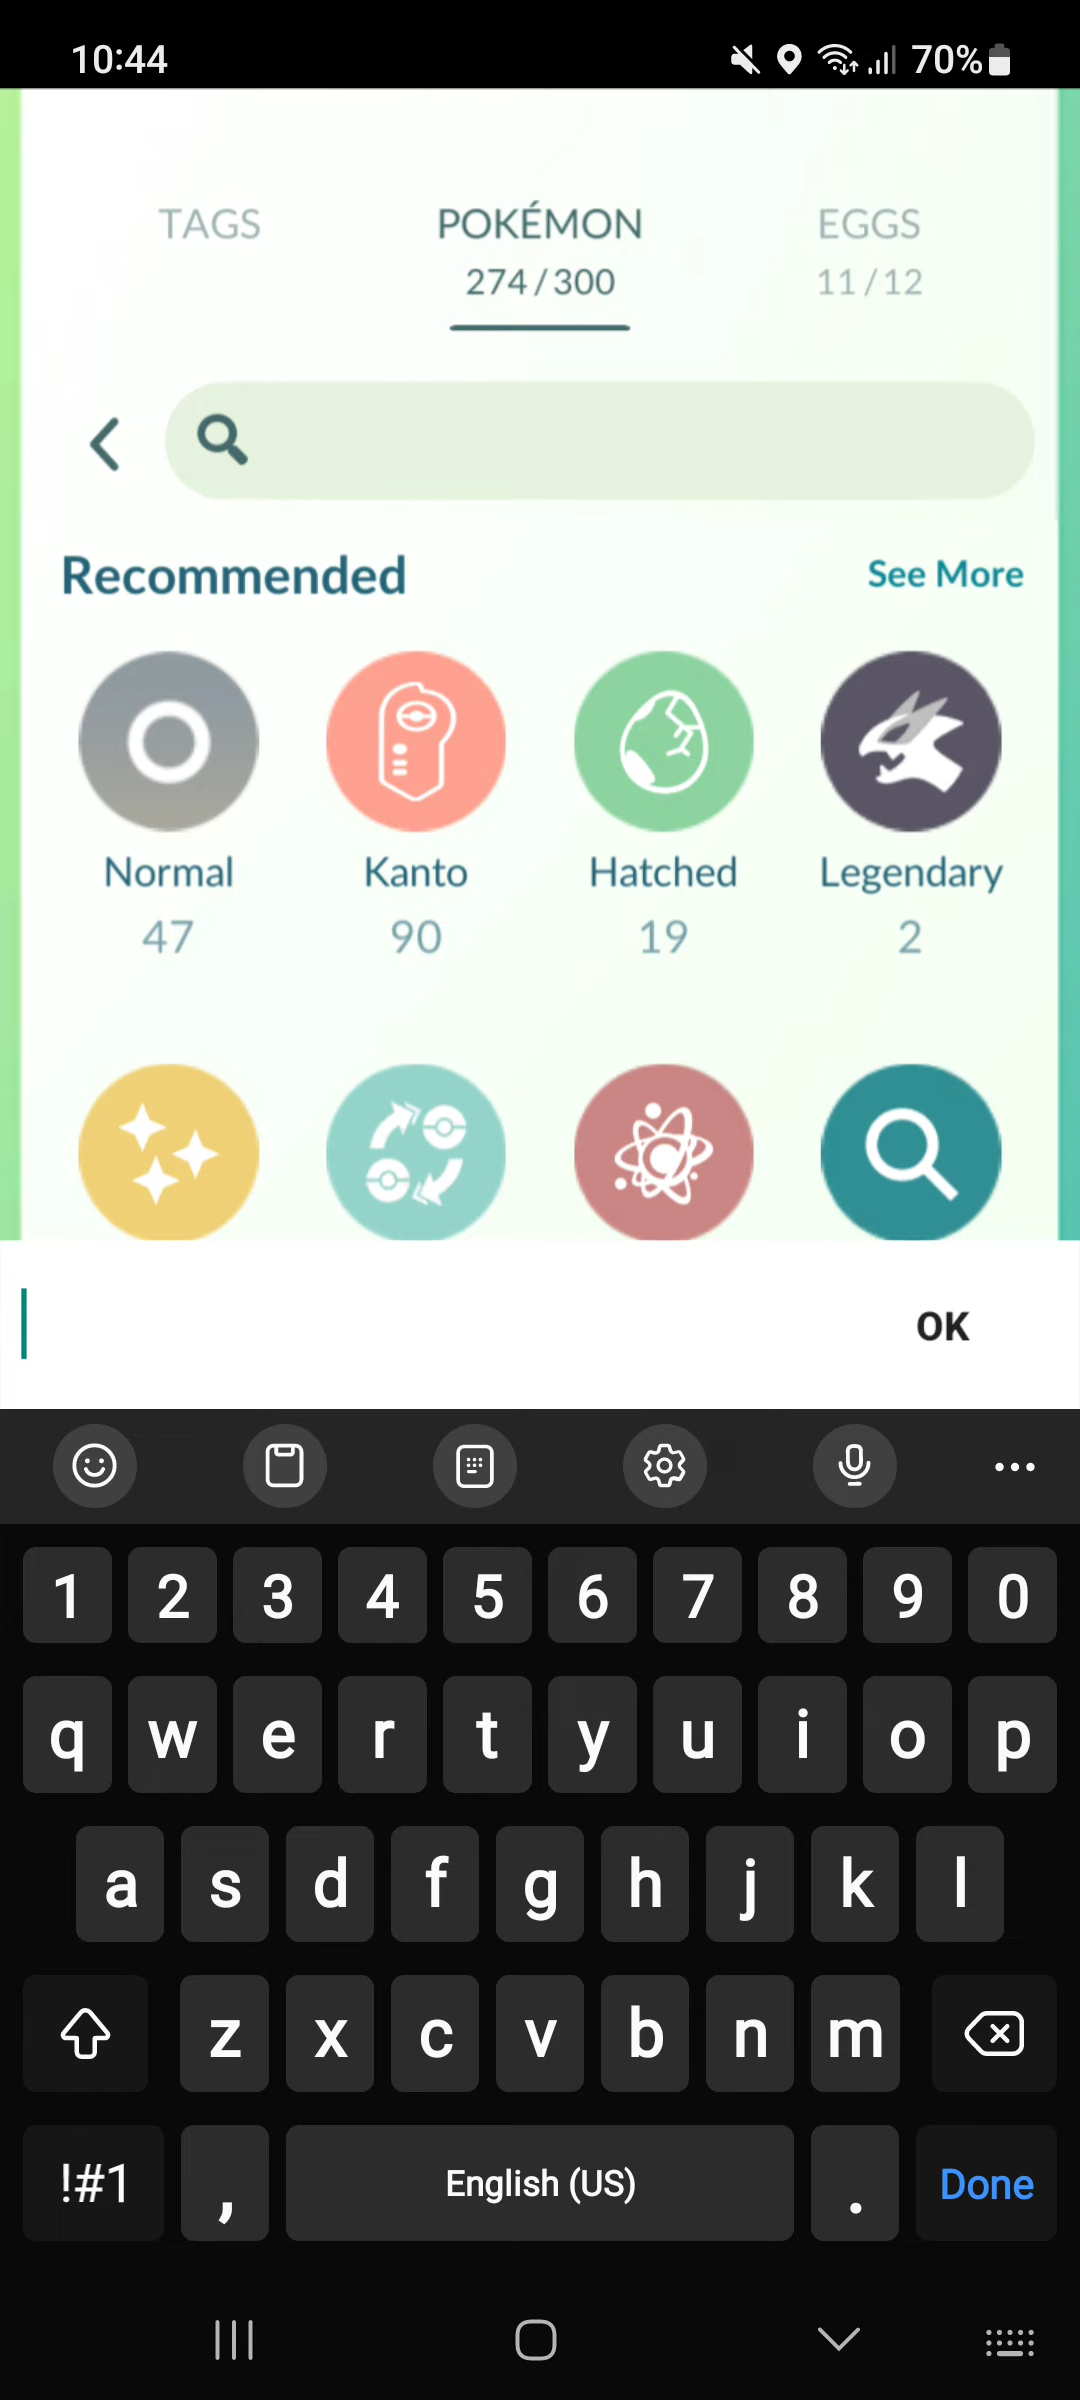 10:44 70%
TAGS POKÉMON EGGS
274/300 11/12
Recommended See More
Normal Kanto Hatched Legendary
47 90 19 2
OK
1 2 3 4 5 6 7 8 9 0
q w e r t y u i o p
a s d f g h j k l
z x c v b n m
!#1 , English (US) . Done